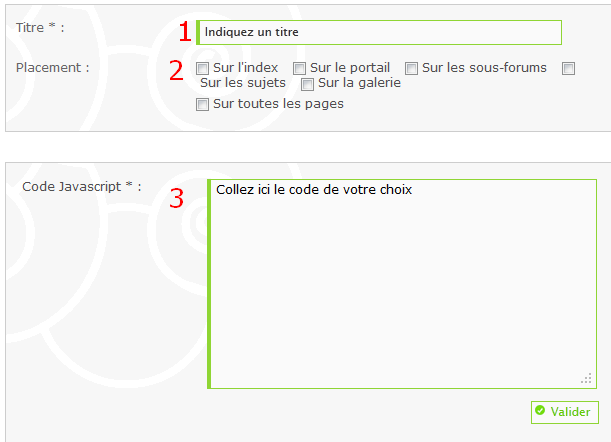 Titre * : 1 Indiquez un titre
Placement : 2 Sur l'index Sur le portail Sur les sous-forums
Sur les sujets Sur la galerie
Sur toutes les pages
Code Javascript * : 3 Collez ici le code de votre choix
Valider